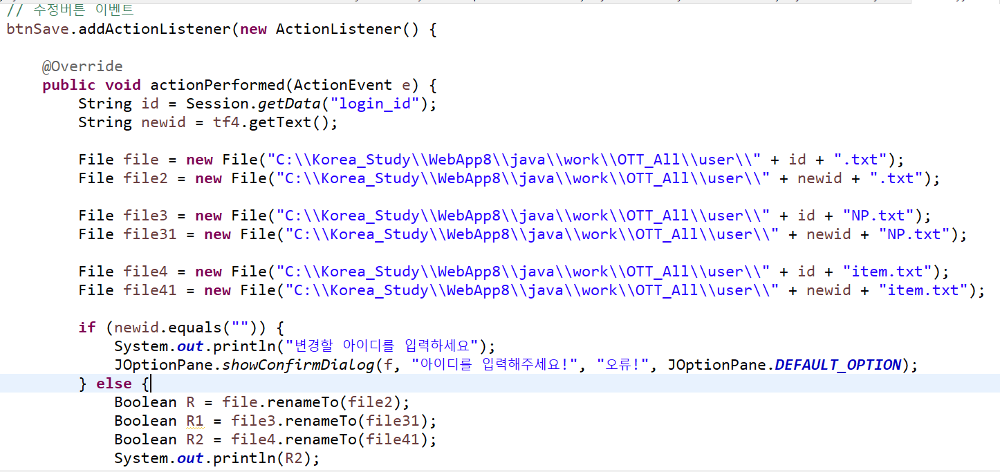 // 수정버튼 이벤트
btnSave.addActionListener(new ActionListener() {
@Override
public void actionPerformed(ActionEvent e) {
String id = Session.getData("login_id");
String newid = tf4.getText();
File file = new File("C:\\Korea_Study\\WebApp8\\java\\work\\OTT_All\\user\\" + id + ".txt");
File file2 = new File("C:\\Korea_Study\\WebApp8\\java\\work\\OTT_All\\user\\" + newid + ".txt");
File file3 = new File("C:\\Korea_Study\\WebApp8\\java\\work\\OTT_All\\user\\" + id + "NP.txt");
File file31 = new File("C:\\Korea_Study\\WebApp8\\java\\work\\OTT_All\\user\\" + newid + "NP.txt");
File file4 = new File("C:\\Korea_Study\\WebApp8\\java\\work\\OTT_All\\user\\" + id + "item.txt");
File file41 = new File("C:\\Korea_Study\\WebApp8\\java\\work\\OTT_All\\user\\" + newid + "item.txt");
if (newid.equals("")) {
System.out.println("변경할 아이디를 입력하세요");
JOptionPane.showConfirmDialog(f, "아이디를 입력해주세요!", "오류!", JOptionPane.DEFAULT_OPTION);
} else {
Boolean R = file.renameTo(file2);
Boolean R1 = file3.renameTo(file31);
Boolean R2 = file4.renameTo(file41);
System.out.println(R2);